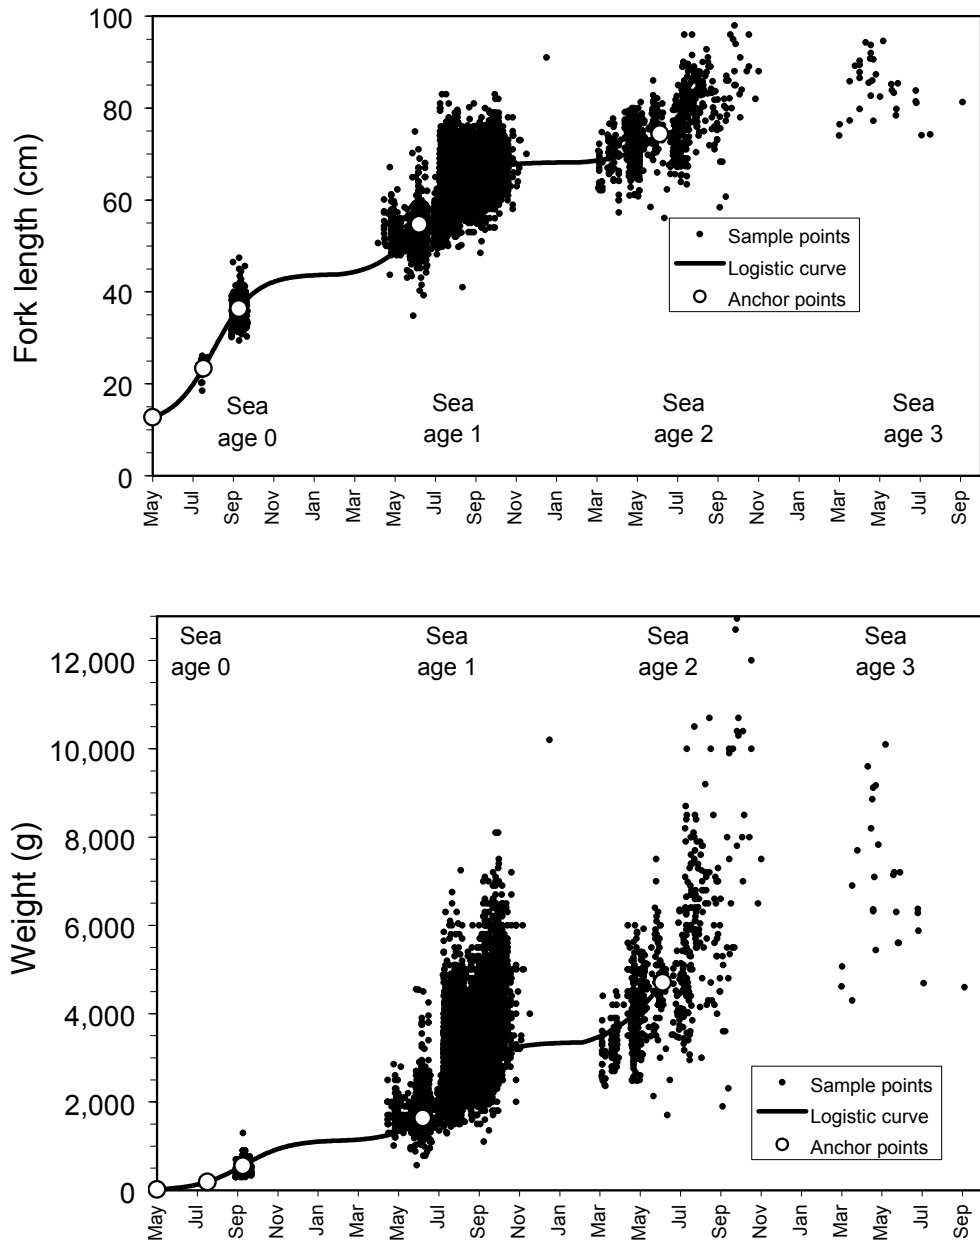 100
80
60
40
20
0
Fork length (cm)
Sea
age 0
Sea
age 1
Sea
age 2
Sea
age 3
Sample points
Logistic curve
Anchor points
May
Jul
Sep
Nov
Jan
Mar
May
Jul
Sep
Nov
Jan
Mar
May
Jul
Sep
Nov
Jan
Mar
May
Jul
Sep
12,000
10,000
8,000
6,000
4,000
2,000
0
Weight (g)
Sea
age 0
Sea
age 1
Sea
age 2
Sea
age 3
Sample points
Logistic curve
Anchor points
May
Jul
Sep
Nov
Jan
Mar
May
Jul
Sep
Nov
Jan
Mar
May
Jul
Sep
Nov
Jan
Mar
May
Jul
Sep